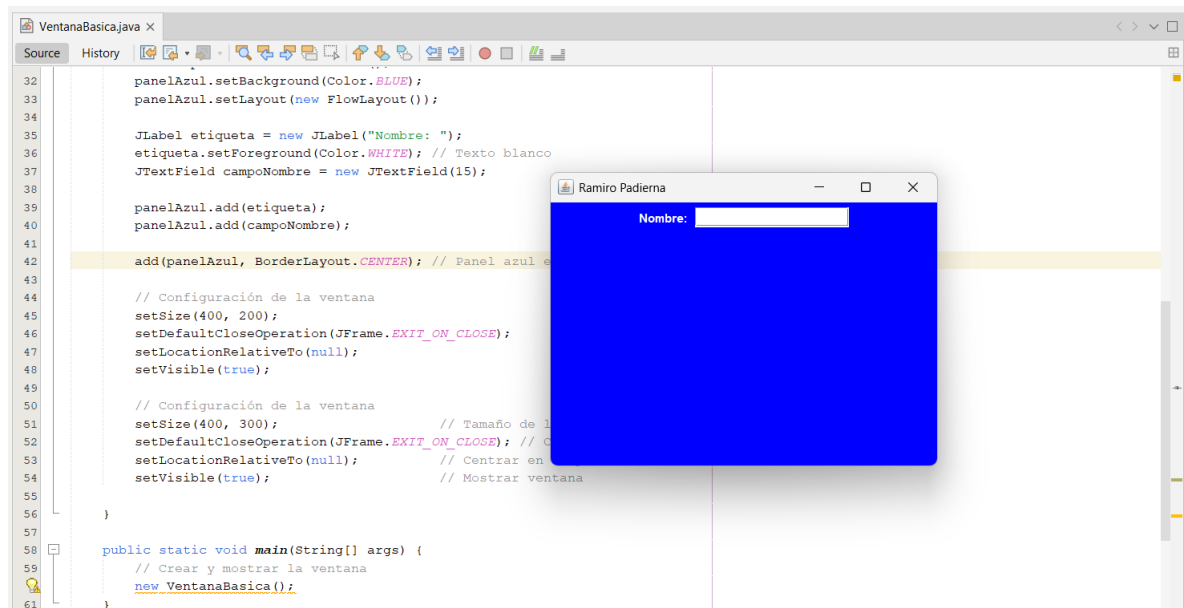 VentanaBasica.java
Source History
32 panelAzul.setBackground(Color.BLUE);
33 panelAzul.setLayout(new FlowLayout());
34
35 JLabel etiqueta = new JLabel("Nombre: ");
36 etiqueta.setForeground(Color.WHITE); // Texto blanco
37 JTextField campoNombre = new JTextField(15);
38
39 panelAzul.add(etiqueta);
40 panelAzul.add(campoNombre);
41
42 add(panelAzul, BorderLayout.CENTER); // Panel azul e
43
44 // Configuración de la ventana
45 setSize(400, 200);
46 setDefaultCloseOperation(JFrame.EXIT_ON_CLOSE);
47 setLocationRelativeTo(null);
48 setVisible(true);
49
50 // Configuración de la ventana
51 setSize(400, 300); // Tamaño de l
52 setDefaultCloseOperation(JFrame.EXIT_ON_CLOSE); // C
53 setLocationRelativeTo(null); // Centrar en
54 setVisible(true); // Mostrar ventana
55
56 }
57
58 public static void main(String[] args) {
59 // Crear y mostrar la ventana
new VentanaBasica();
61 }
Ramiro Padierna
Nombre: